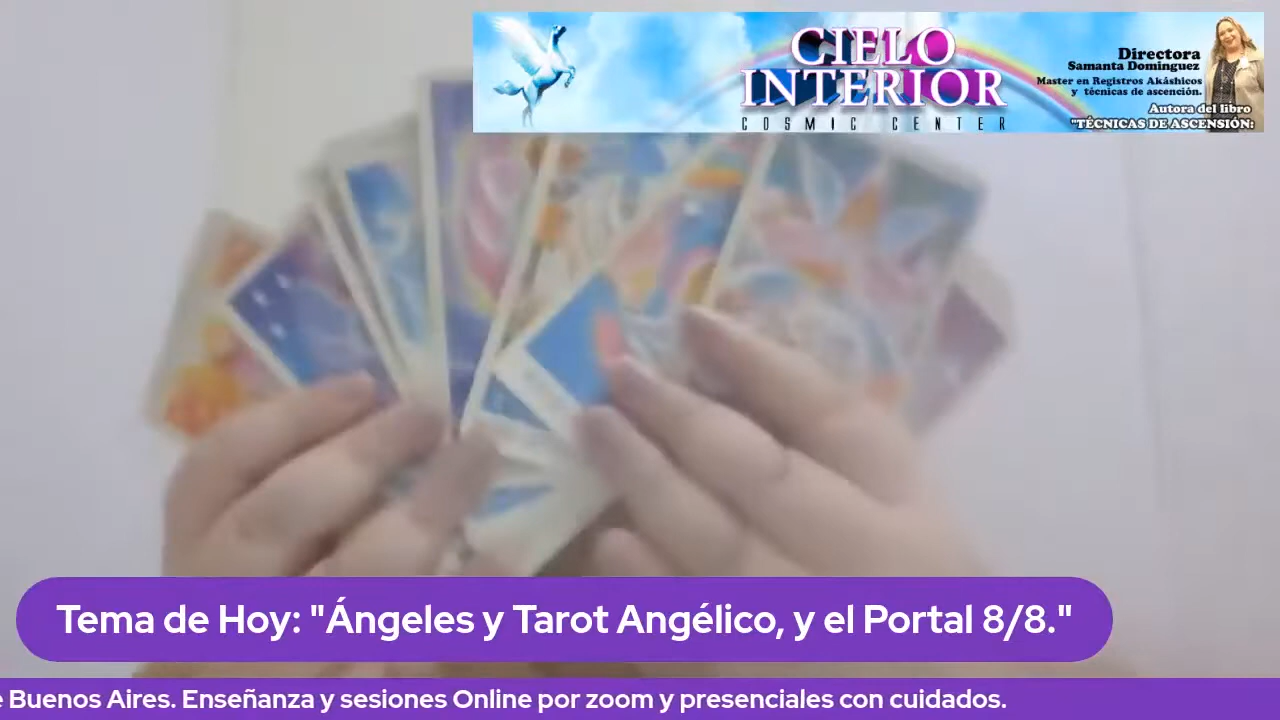 CIELO
INTERIOR
COSMIC CENTER
Directora
Samanta Dominguez
Master en Registros Akáshicos
y técnicas de ascención.
Autora del libro
"TÉCNICAS DE ASCENSIÓN:
Tema de Hoy: "Ángeles y Tarot Angélico, y el Portal 8/8."
e Buenos Aires. Enseñanza y sesiones Online por zoom y presenciales con cuidados.